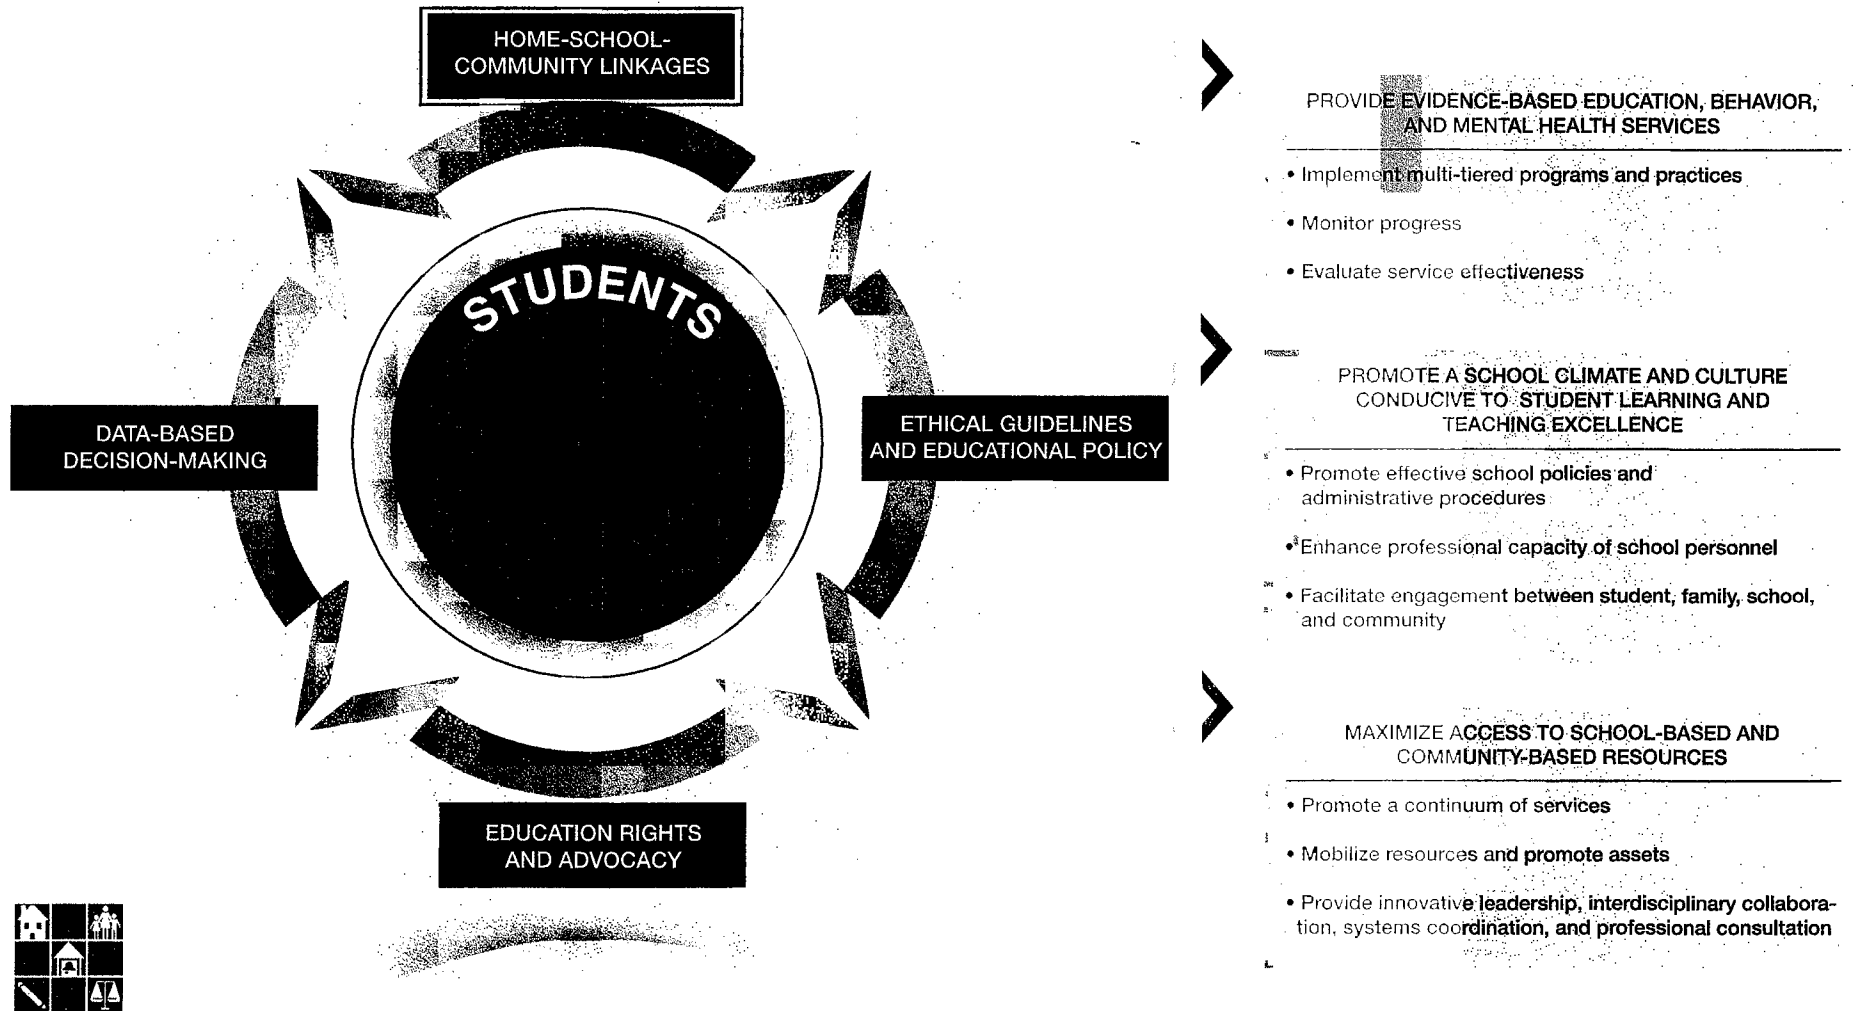 HOME-SCHOOL-
COMMUNITY LINKAGES
STUDENTS
DATA-BASED
DECISION-MAKING
ETHICAL GUIDELINES
AND EDUCATIONAL POLICY
EDUCATION RIGHTS
AND ADVOCACY
PROVIDE EVIDENCE-BASED EDUCATION, BEHAVIOR,
AND MENTAL HEALTH SERVICES
• Implement multi-tiered programs and practices
• Monitor progress
• Evaluate service effectiveness
PROMOTE A SCHOOL CLIMATE AND CULTURE
CONDUCIVE TO STUDENT LEARNING AND
TEACHING EXCELLENCE
• Promote effective school policies and
administrative procedures
• Enhance professional capacity of school personnel
• Facilitate engagement between student, family, school,
and community
MAXIMIZE ACCESS TO SCHOOL-BASED AND
COMMUNITY-BASED RESOURCES
• Promote a continuum of services
• Mobilize resources and promote assets
• Provide innovative leadership, interdisciplinary collabora-
tion, systems coordination, and professional consultation